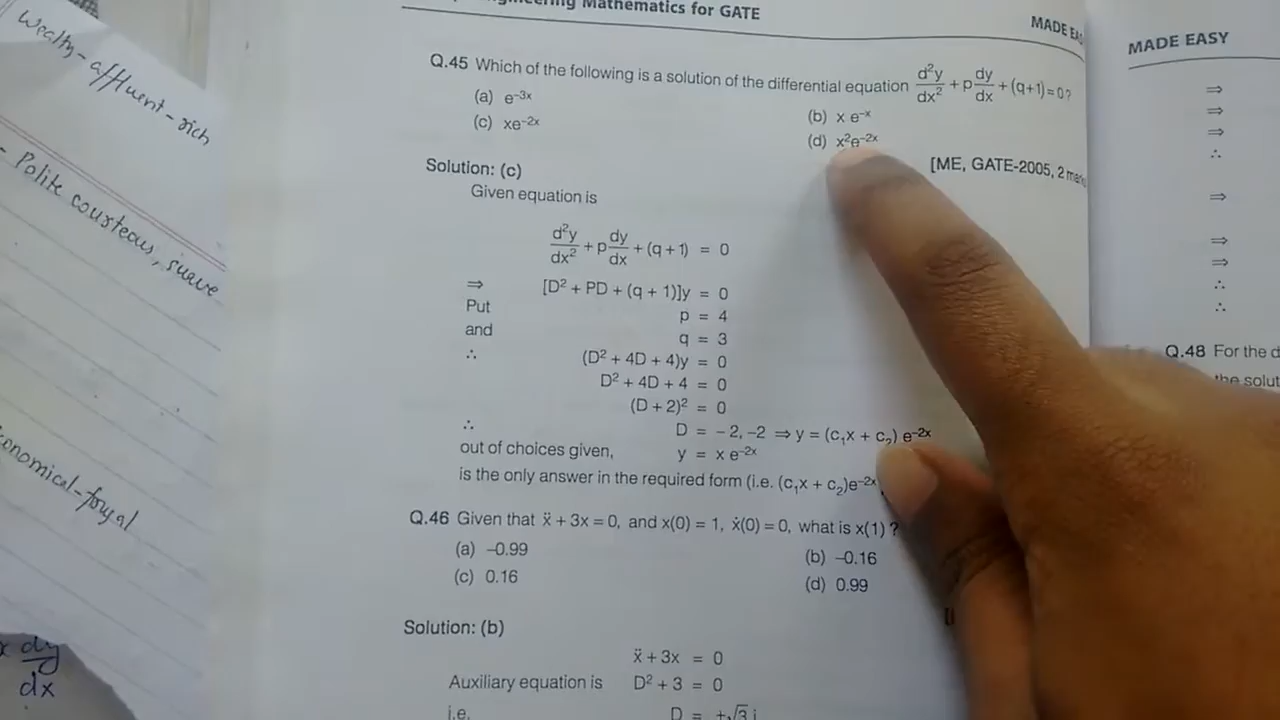 Wealty-affluent-rich
- Polite courteous, suave
dy
dx
Mathematics for GATE
MADE
Q.45 Which of the following is a solution of the differential equation d²y/dx² + p dy/dx + (q+1) = 0?
(a) e⁻³ˣ
(b) x e⁻ˣ
(c) xe⁻²ˣ
(d) x²e⁻²ˣ
[ME, GATE-2005, 2
Solution: (c)
Given equation is
d²y/dx² + p dy/dx + (q + 1) = 0
⇒ [D² + PD + (q + 1)]y = 0
Put p = 4
and q = 3
∴ (D² + 4D + 4)y = 0
D² + 4D + 4 = 0
(D + 2)² = 0
∴ D = – 2, –2 ⇒ y = (c₁x + c₂) e⁻²ˣ
out of choices given, y = x e⁻²ˣ
is the only answer in the required form (i.e. (c₁x + c₂)e⁻²ˣ
Q.46 Given that ẍ + 3x = 0, and x(0) = 1, ẋ(0) = 0, what is x(1) ?
(a) –0.99
(b) –0.16
(c) 0.16
(d) 0.99
Solution: (b)
ẍ + 3x = 0
Auxiliary equation is D² + 3 = 0
i.e. D = ±√3 i
MADE EASY
⇒
⇒
⇒
∴
⇒
⇒
⇒
∴
∴
Q.48 For the
the